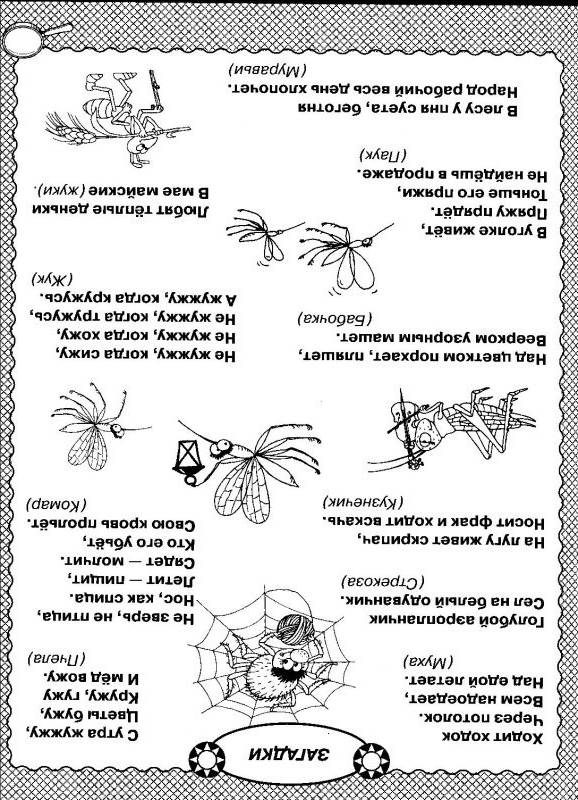 ЗАГАДКИ
Ходит ходок
Через потолок.
Всем надоедает,
Над едой летает.
(Муха)
Голубой аэропланчик
Сел на белый одуванчик.
(Стрекоза)
На лугу живёт скрипач,
Носит фрак и ходит вскачь.
(Кузнечик)
Над цветком порхает, пляшет,
Веерком узорным машет.
(Бабочка)
В уголке живёт,
Пряжу прядёт.
Тоньше его пряжи,
Не найдёшь в продаже.
(Паук)
В лесу у пня суета, беготня
Народ рабочий весь день хлопочет.
(Муравьи)
С утра жужжу,
Цветы бужу,
Кружу, гужу
И мёд вожу.
(Пчела)
Не зверь, не птица,
Нос, как спица.
Летит — пищит,
Сядет — молчит.
Кто его убьёт,
Свою кровь прольёт.
(Комар)
Не жужжу, когда сижу,
Не жужжу, когда хожу,
Не жужжу, когда тружусь,
А жужжу, когда кружусь.
(Жук)
Любят тёплые деньки
В мае майские (жуки).